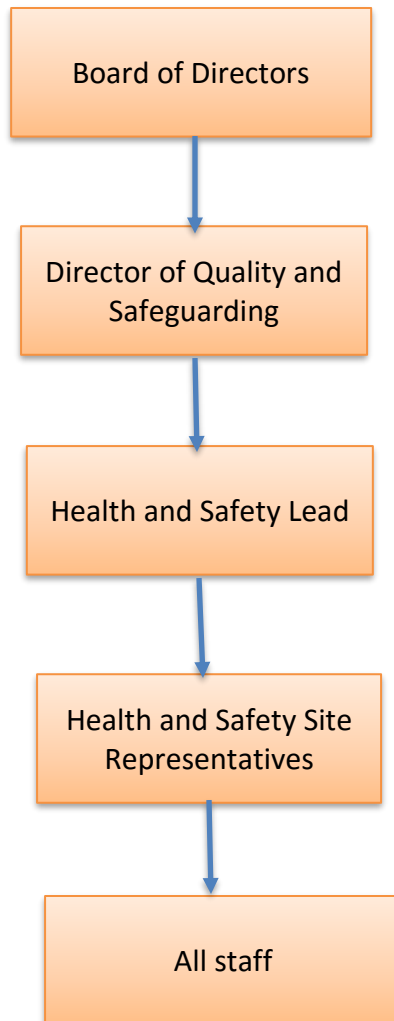 Board of Directors
Director of Quality and
Safeguarding
Health and Safety Lead
Health and Safety Site
Representatives
All staff